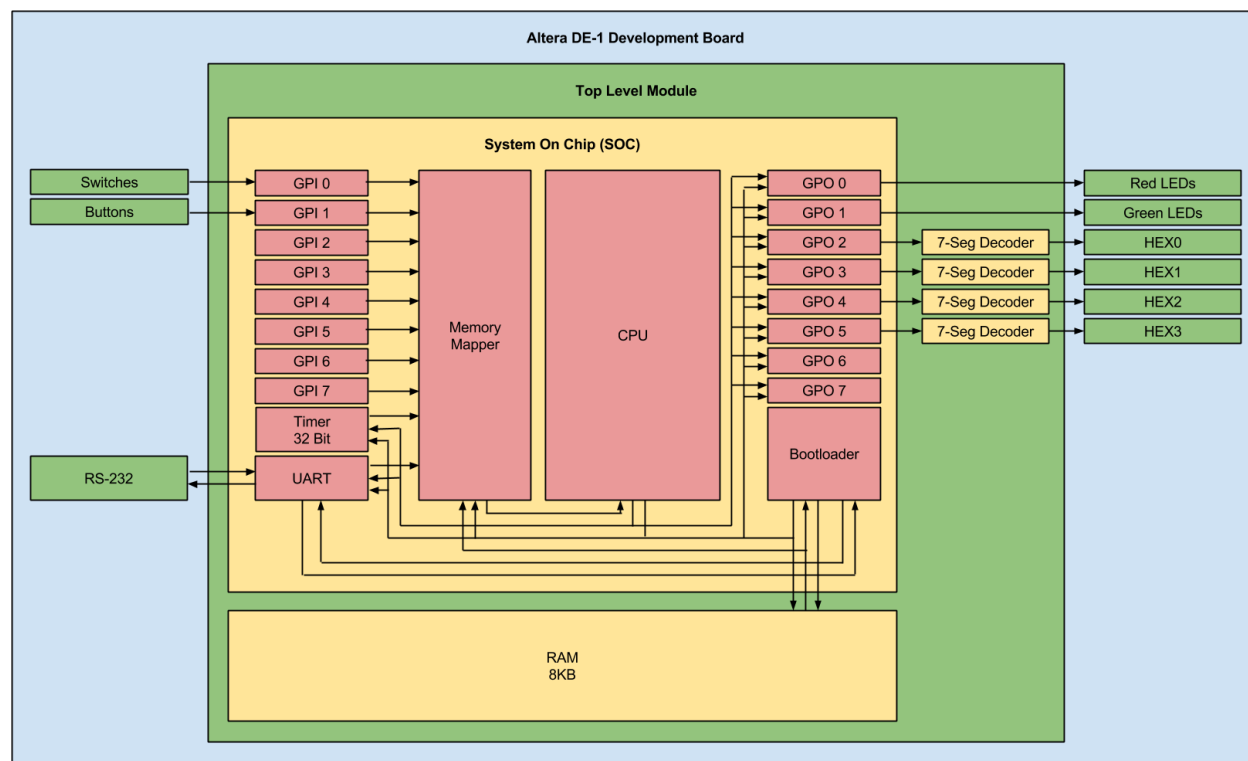 Altera DE-1 Development Board
Top Level Module
System On Chip (SOC)
Switches
Buttons
RS-232
GPI 0
GPI 1
GPI 2
GPI 3
GPI 4
GPI 5
GPI 6
GPI 7
Timer
32 Bit
UART
Memory
Mapper
CPU
GPO 0
GPO 1
GPO 2
GPO 3
GPO 4
GPO 5
GPO 6
GPO 7
Bootloader
7-Seg Decoder
7-Seg Decoder
7-Seg Decoder
7-Seg Decoder
Red LEDs
Green LEDs
HEX0
HEX1
HEX2
HEX3
RAM
8KB